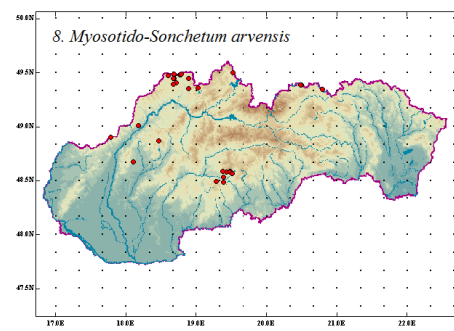 50.0N
8. Myosotido-Sonchetum arvensis
49.5N
49.0N
48.5N
48.0N
47.5N
17.0E 18.0E 19.0E 20.0E 21.0E 22.0E